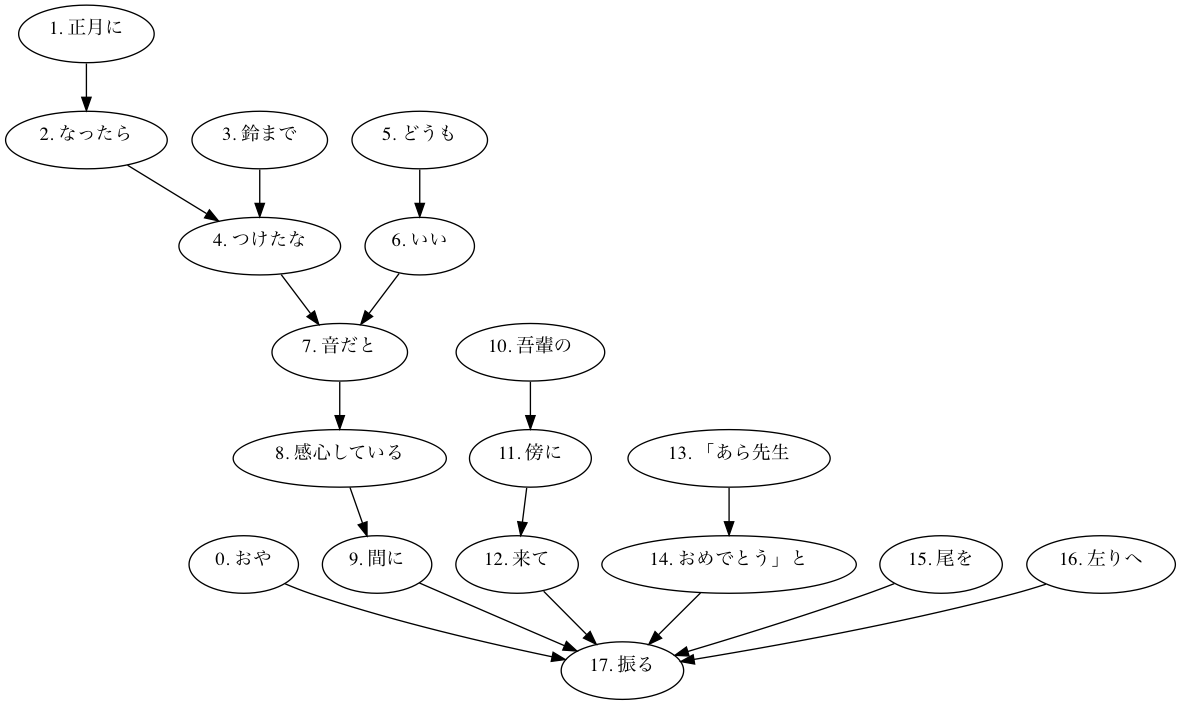 1. 正月に
2. なったら
3. 鈴まで
5. どうも
4. つけたな
6. いい
7. 音だと
10. 吾輩の
8. 感心している
11. 傍に
13. 「あら先生
0. おや
9. 間に
12. 来て
14. おめでとう」と
15. 尾を
16. 左りへ
17. 振る